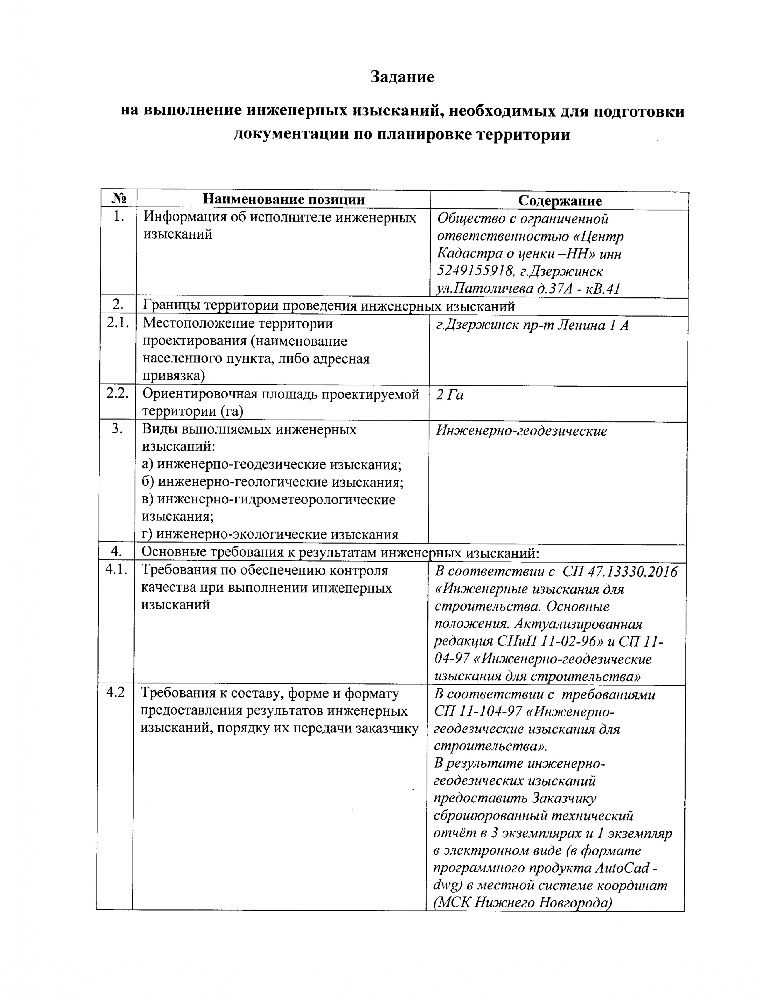 Задание
на выполнение инженерных изысканий, необходимых для подготовки
документации по планировке территории
№ Наименование позиции Содержание
1. Информация об исполнителе инженерных
изысканий
Общество с ограниченной
ответственностью «Центр
Кадастра о ценки –НН» инн
5249155918, г.Дзержинск
ул.Патоличева д.37А - кВ.41
2. Границы территории проведения инженерных изысканий
2.1. Местоположение территории
проектирования (наименование
населенного пункта, либо адресная
привязка)
г.Дзержинск пр-т Ленина 1 А
2.2. Ориентировочная площадь проектируемой
территории (га)
2 Га
3. Виды выполняемых инженерных
изысканий:
а) инженерно-геодезические изыскания;
б) инженерно-геологические изыскания;
в) инженерно-гидрометеорологические
изыскания;
г) инженерно-экологические изыскания
Инженерно-геодезические
4. Основные требования к результатам инженерных изысканий:
4.1. Требования по обеспечению контроля
качества при выполнении инженерных
изысканий
В соответствии с СП 47.13330.2016
«Инженерные изыскания для
строительства. Основные
положения. Актуализированная
редакция СНиП 11-02-96» и СП 11-
04-97 «Инженерно-геодезические
изыскания для строительства»
4.2 Требования к составу, форме и формату
предоставления результатов инженерных
изысканий, порядку их передачи заказчику
В соответствии с требованиями
СП 11-104-97 «Инженерно-
геодезические изыскания для
строительства».
В результате инженерно-
геодезических изысканий
предоставить Заказчику
сброшюрованный технический
отчёт в 3 экземплярах и 1 экземпляр
в электронном виде (в формате
программного продукта AutoCad -
dwg) в местной системе координат
(МСК Нижнего Новгорода)